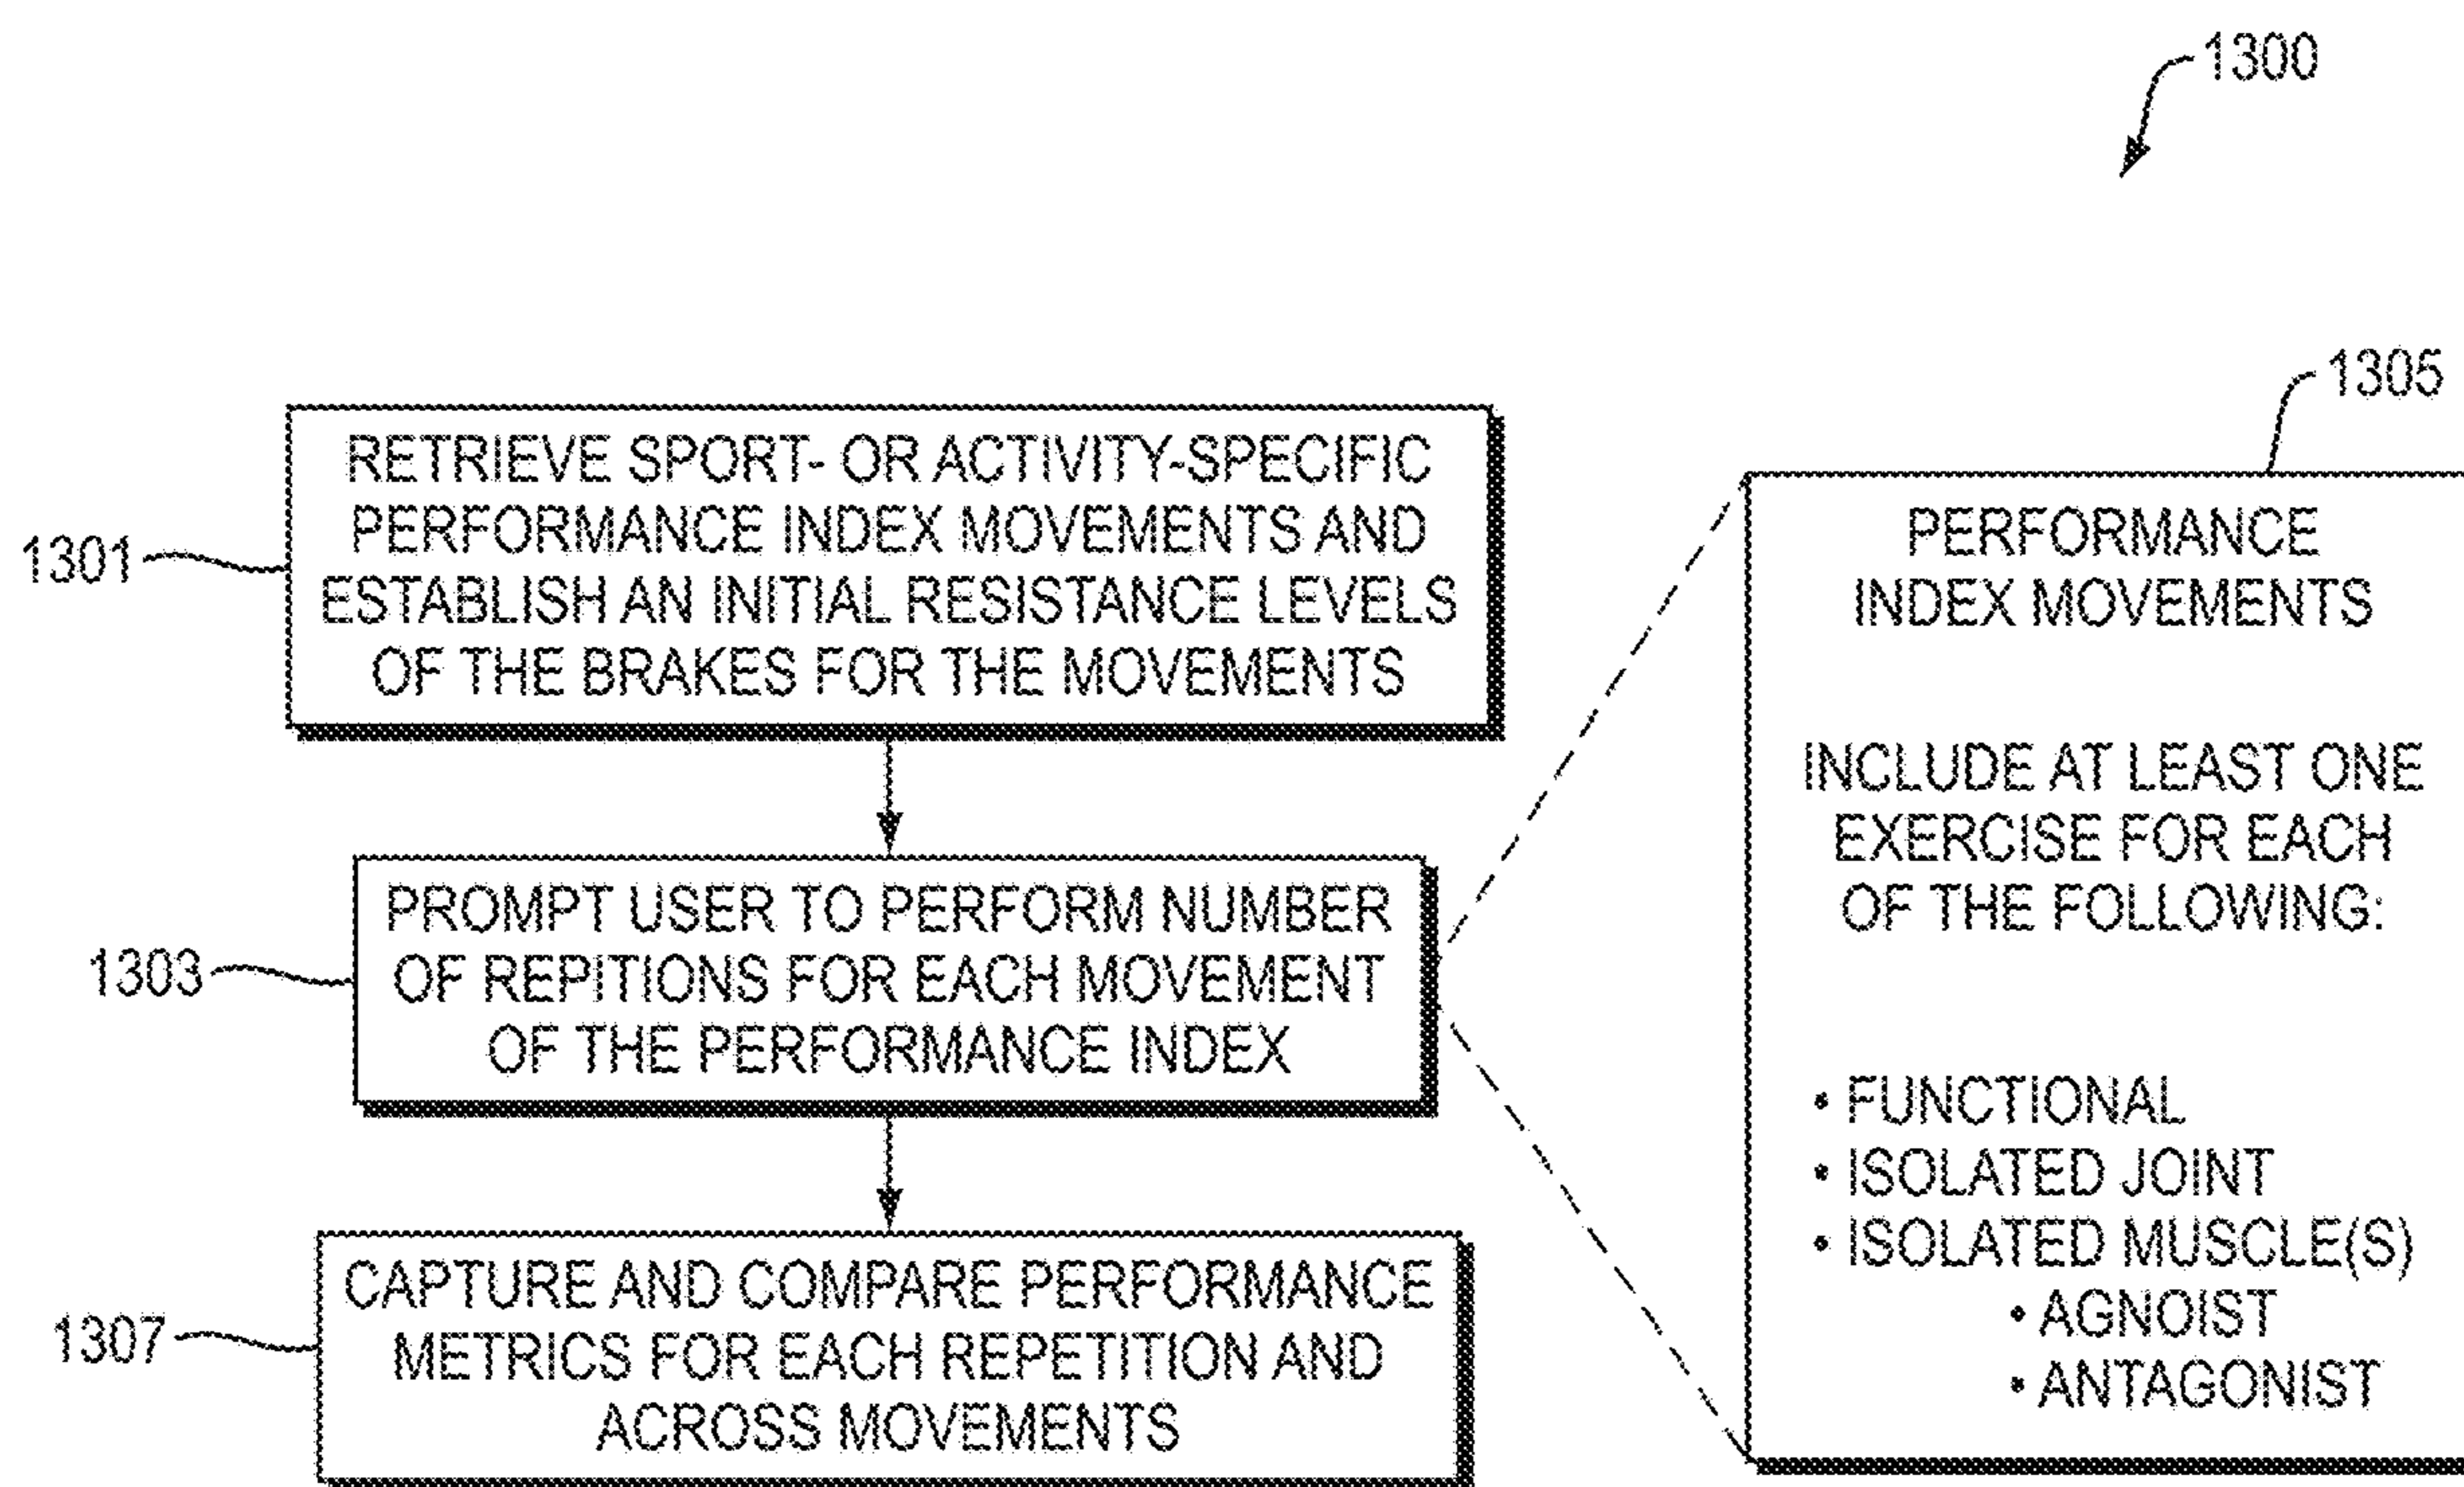 1300
1301
RETRIEVE SPORT- OR ACTIVITY-SPECIFIC
PERFORMANCE INDEX MOVEMENTS AND
ESTABLISH AN INITIAL RESISTANCE LEVELS
OF THE BRAKES FOR THE MOVEMENTS
1303
PROMPT USER TO PERFORM NUMBER
OF REPITIONS FOR EACH MOVEMENT
OF THE PERFORMANCE INDEX
1307
CAPTURE AND COMPARE PERFORMANCE
METRICS FOR EACH REPETITION AND
ACROSS MOVEMENTS
1305
PERFORMANCE
INDEX MOVEMENTS
INCLUDE AT LEAST ONE
EXERCISE FOR EACH
OF THE FOLLOWING:
• FUNCTIONAL
• ISOLATED JOINT
• ISOLATED MUSCLE(S)
• AGNOIST
• ANTAGONIST